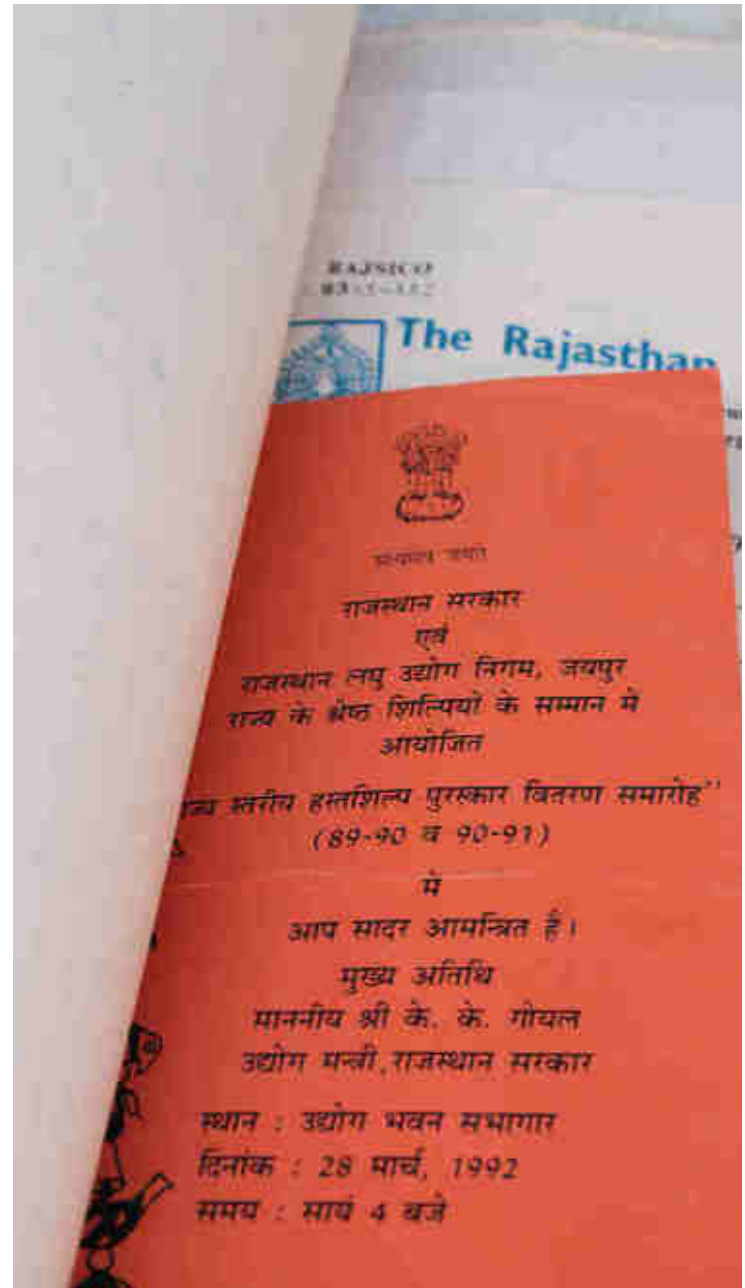 RAJSICO
The Rajasthan
सत्यमेव जयते
राजस्थान सरकार
एवं
राजस्थान लघु उद्योग निगम, जयपुर
राज्य के श्रेष्ठ शिल्पियों के सम्मान में
आयोजित
स्तरीय हस्तशिल्प पुरस्कार वितरण समारोह"
(89-90 व 90-91)
में
आप सादर आमन्त्रित है।
मुख्य अतिथि
माननीय श्री के. के. गोयल
उद्योग मन्त्री, राजस्थान सरकार
स्थान : उद्योग भवन सभागार
दिनांक : 28 मार्च, 1992
समय : सायं 4 बजे